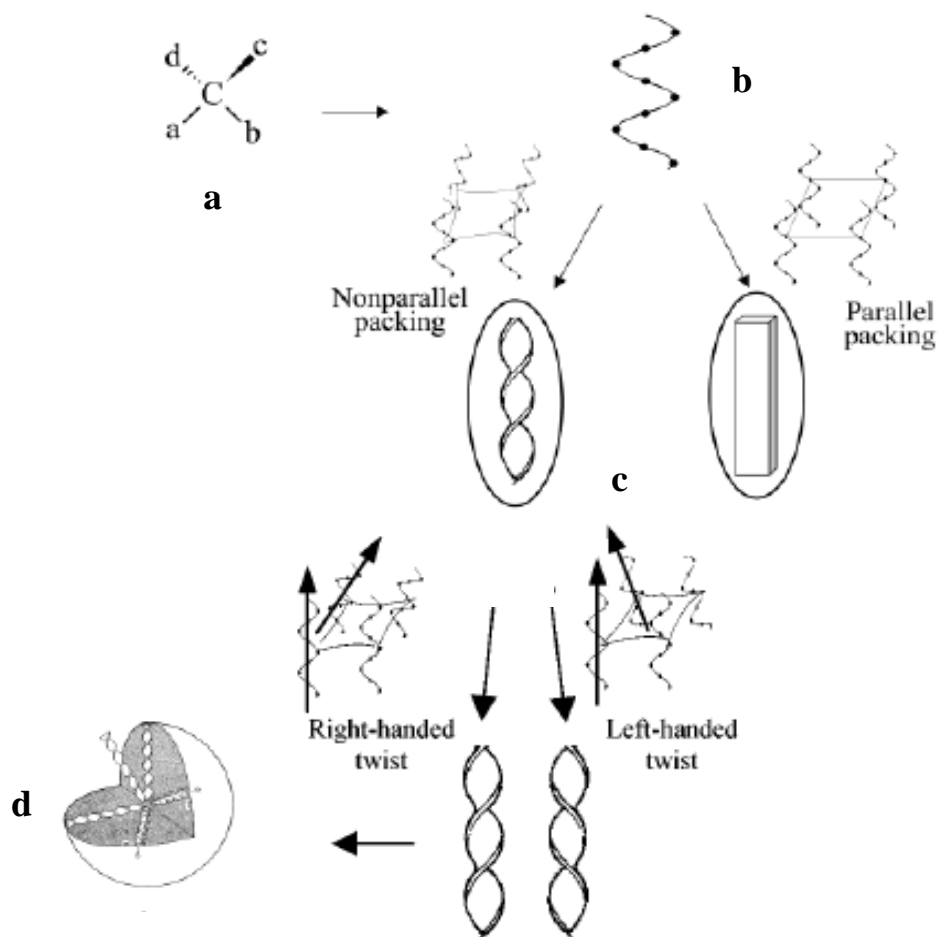 d
c
C
a
b
a
b
Nonparallel
packing
Parallel
packing
c
Right-handed
twist
Left-handed
twist
d